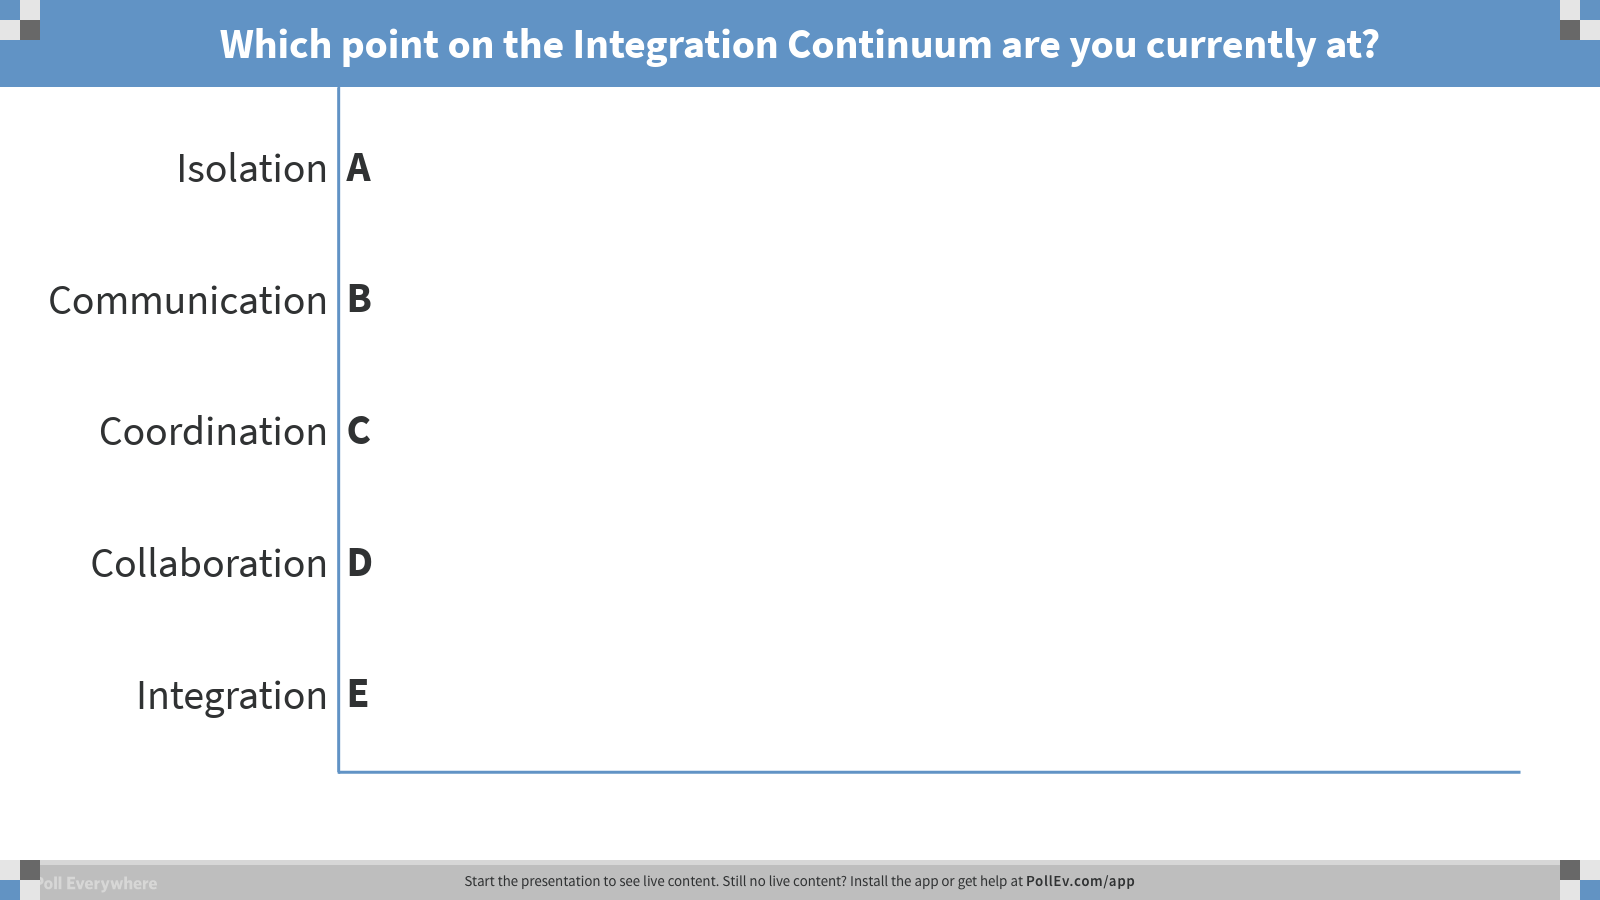 Which point on the Integration Continuum are you currently at?
Isolation A
Communication B
Coordination C
Collaboration D
Integration E
Poll Everywhere
Start the presentation to see live content. Still no live content? Install the app or get help at PollEv.com/app